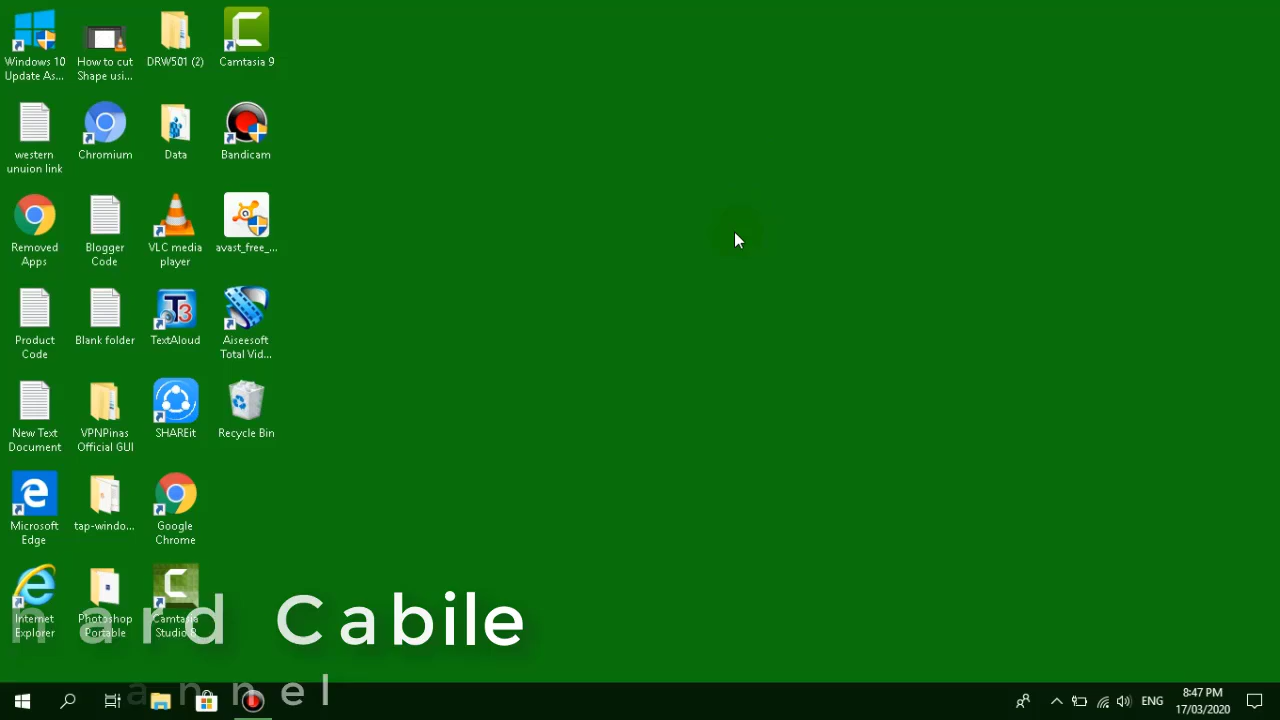 Windows 10
Update As...
How to cut
Shape usi...
DRW501 (2)
Camtasia 9
western
unuion link
Chromium
Data
Bandicam
Removed
Apps
Blogger
Code
VLC media
player
avast_free_...
Product
Code
Blank folder
TextAloud
Aiseesoft
Total Vid...
New Text
Document
VPNPinas
Official GUI
SHAREit
Recycle Bin
Microsoft
Edge
tap-windo...
Google
Chrome
Internet
Explorer
Photoshop
Portable
Camtasia
Studio 8
nard Cabile
annel
ENG
8:47 PM
17/03/2020